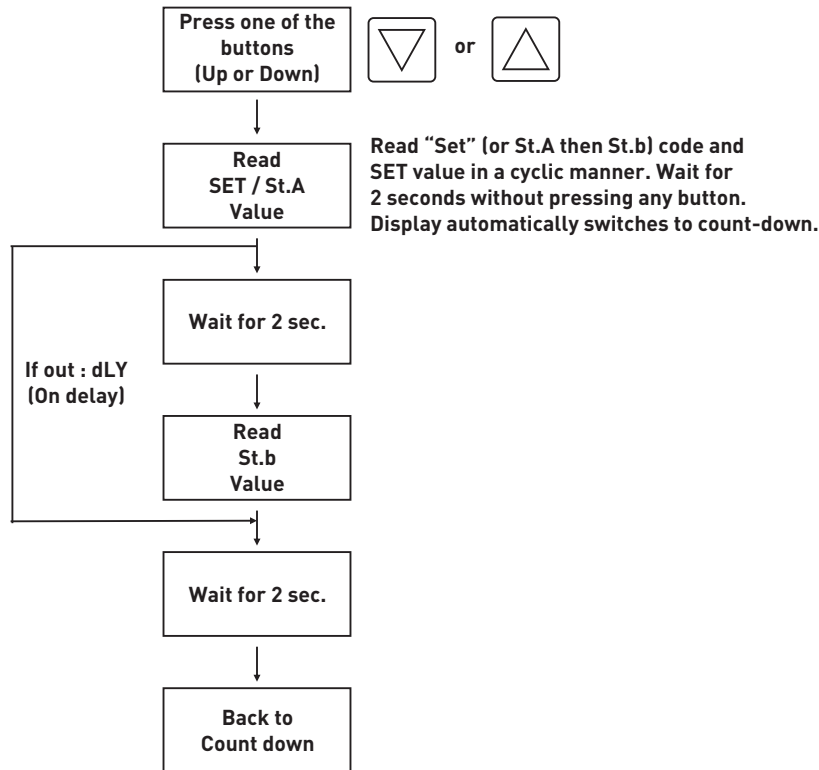 Press one of the
buttons
(Up or Down)
or
Read
SET / St.A
Value
Read “Set” (or St.A then St.b) code and
SET value in a cyclic manner. Wait for
2 seconds without pressing any button.
Display automatically switches to count-down.
Wait for 2 sec.
If out : dLY
(On delay)
Read
St.b
Value
Wait for 2 sec.
Back to
Count down